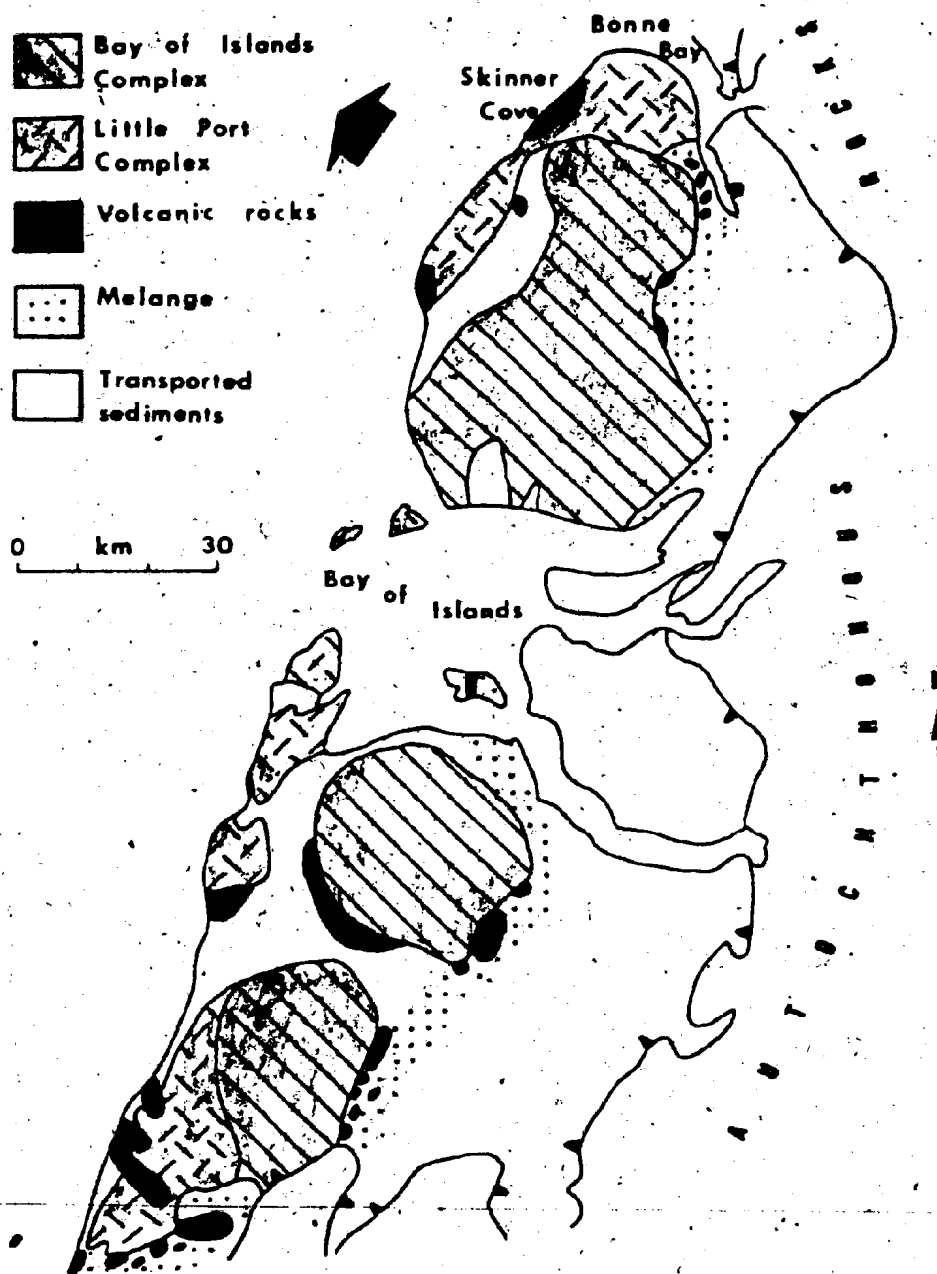 Bay of Islands
Complex
Little Port
Complex
Volcanic rocks
Melange
Transported
sediments
0 km 30
Bonne
Bay
Skinner
Cove
Bay of Islands
AUTOCHTHONOUS ROCKS